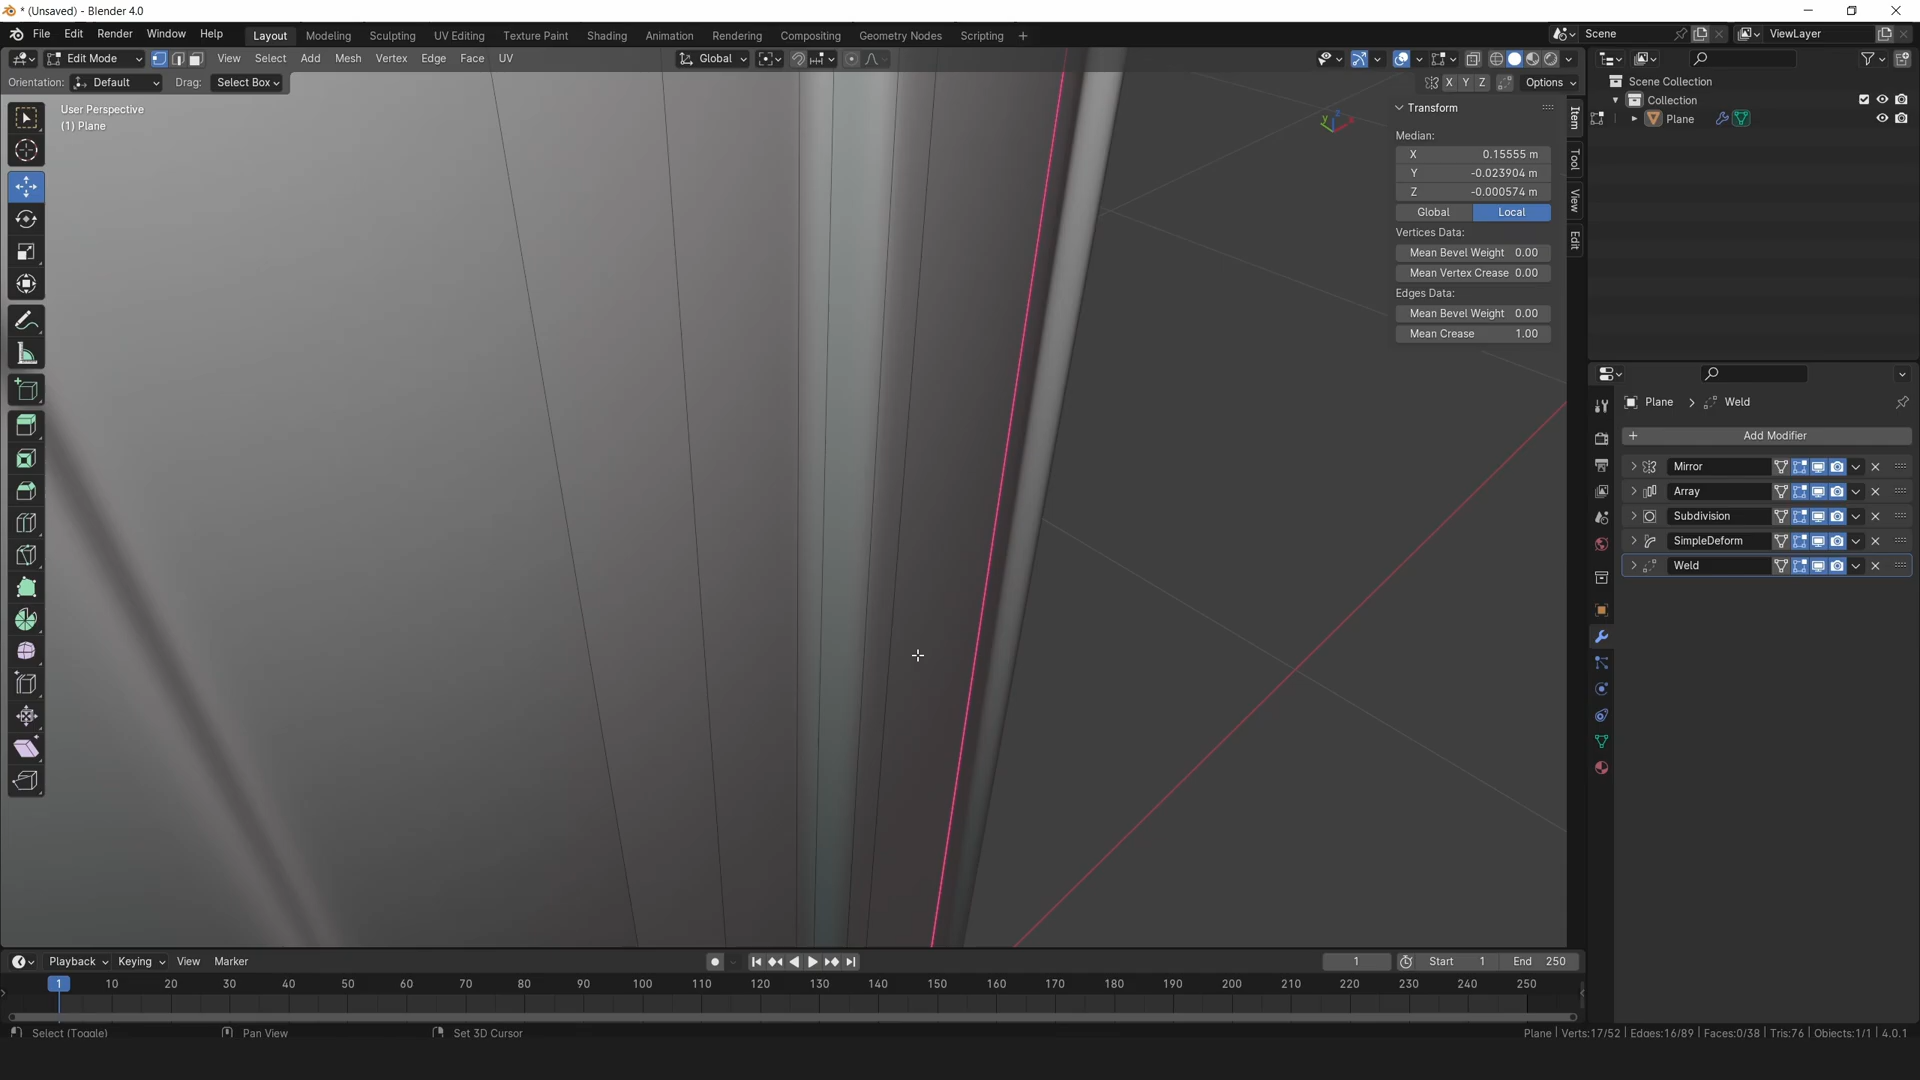 * (Unsaved) - Blender 4.0
File Edit Render Window Help Layout Modeling Sculpting UV Editing Texture Paint Shading Animation Rendering Compositing Geometry Nodes Scripting + Scene ViewLayer
Edit Mode View Select Add Mesh Vertex Edge Face UV Global
Orientation: Default Drag: Select Box X Y Z Options
User Perspective
(1) Plane
Transform
Median:
X 0.15555 m
Y -0.023904 m
Z -0.000574 m
Global Local
Vertices Data:
Mean Bevel Weight 0.00
Mean Vertex Crease 0.00
Edges Data:
Mean Bevel Weight 0.00
Mean Crease 1.00
Item
Tool
View
Edit
Scene Collection
Collection
Plane
Plane > Weld
+ Add Modifier
Mirror
Array
Subdivision
SimpleDeform
Weld
Playback Keying View Marker 1 Start 1 End 250
1 10 20 30 40 50 60 70 80 90 100 110 120 130 140 150 160 170 180 190 200 210 220 230 240 250
Select (Toggle) Pan View Set 3D Cursor Plane | Verts:17/52 | Edges:16/89 | Faces:0/38 | Tris:76 | Objects:1/1 | 4.0.1